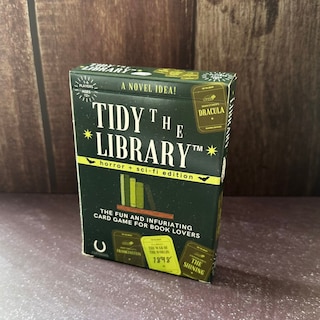 A NOVEL IDEA!
TIDY THE
LIBRARY™
horror + sci-fi edition
THE FUN AND INFURIATING
CARD GAME FOR BOOK LOVERS
DRACULA
FRANKENSTEIN
THE SHINING